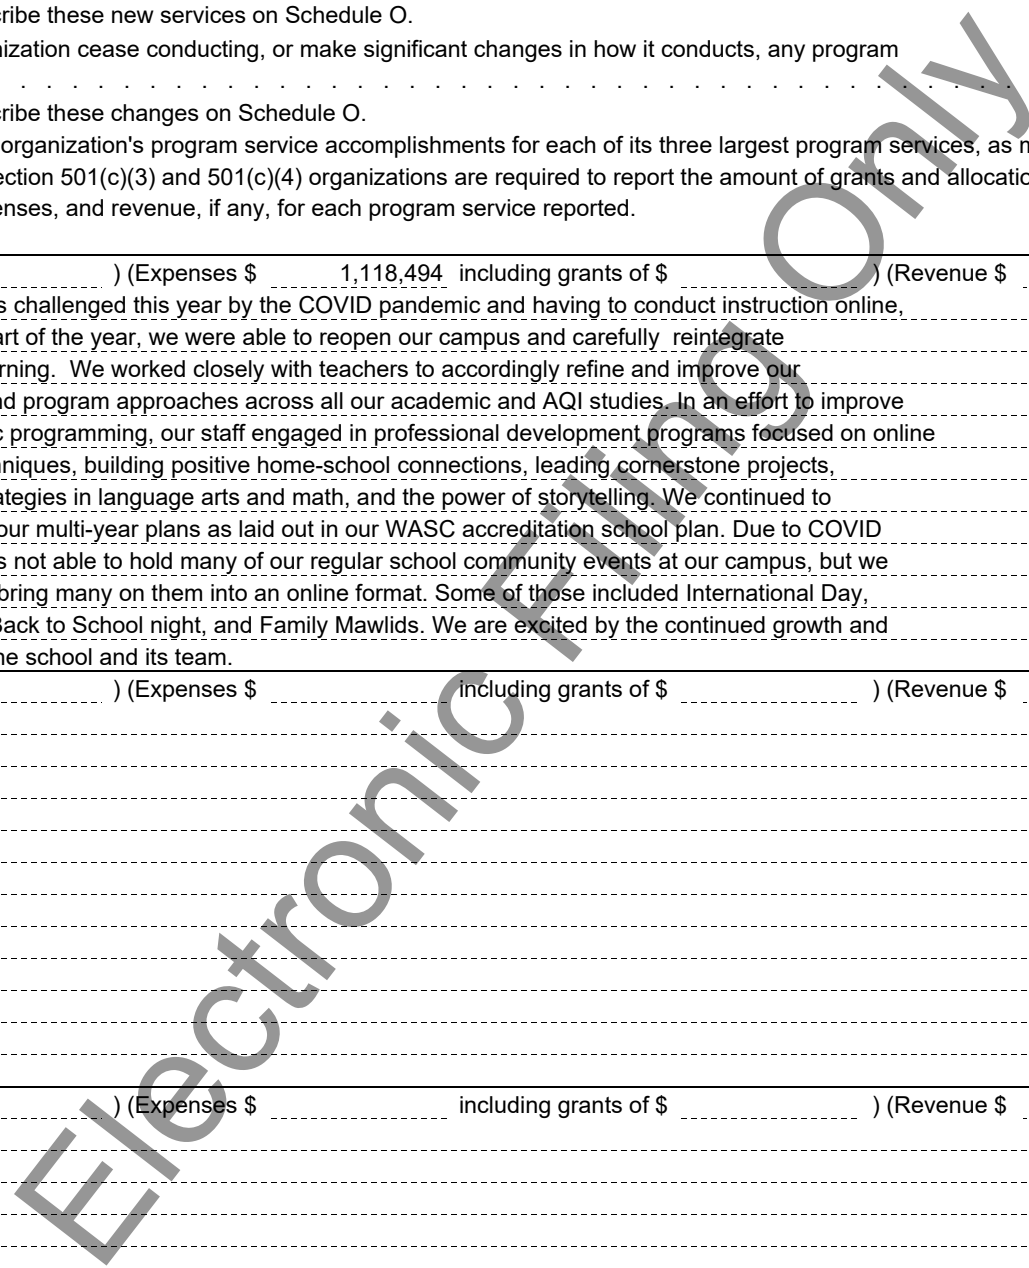 cribe these new services on Schedule O.
nization cease conducting, or make significant changes in how it conducts, any program
. . . . . . . . . . . . . . . . . . . . . . . . . . . . . . . . . . . . . . .
cribe these changes on Schedule O.
organization's program service accomplishments for each of its three largest program services, as m
ection 501(c)(3) and 501(c)(4) organizations are required to report the amount of grants and allocatio
enses, and revenue, if any, for each program service reported.
) (Expenses $ 1,118,494 including grants of $ ) (Revenue $
s challenged this year by the COVID pandemic and having to conduct instruction online,
art of the year, we were able to reopen our campus and carefully  reintegrate
rning.  We worked closely with teachers to accordingly refine and improve our
nd program approaches across all our academic and AQI studies. In an effort to improve
c programming, our staff engaged in professional development programs focused on online
hniques, building positive home-school connections, leading cornerstone projects,
ategies in language arts and math, and the power of storytelling. We continued to
our multi-year plans as laid out in our WASC accreditation school plan. Due to COVID
s not able to hold many of our regular school community events at our campus, but we
bring many on them into an online format. Some of those included International Day,
Back to School night, and Family Mawlids. We are excited by the continued growth and
he school and its team.
) (Expenses $ including grants of $ ) (Revenue $
) (Expenses $ including grants of $ ) (Revenue $
Electronic Filing Only